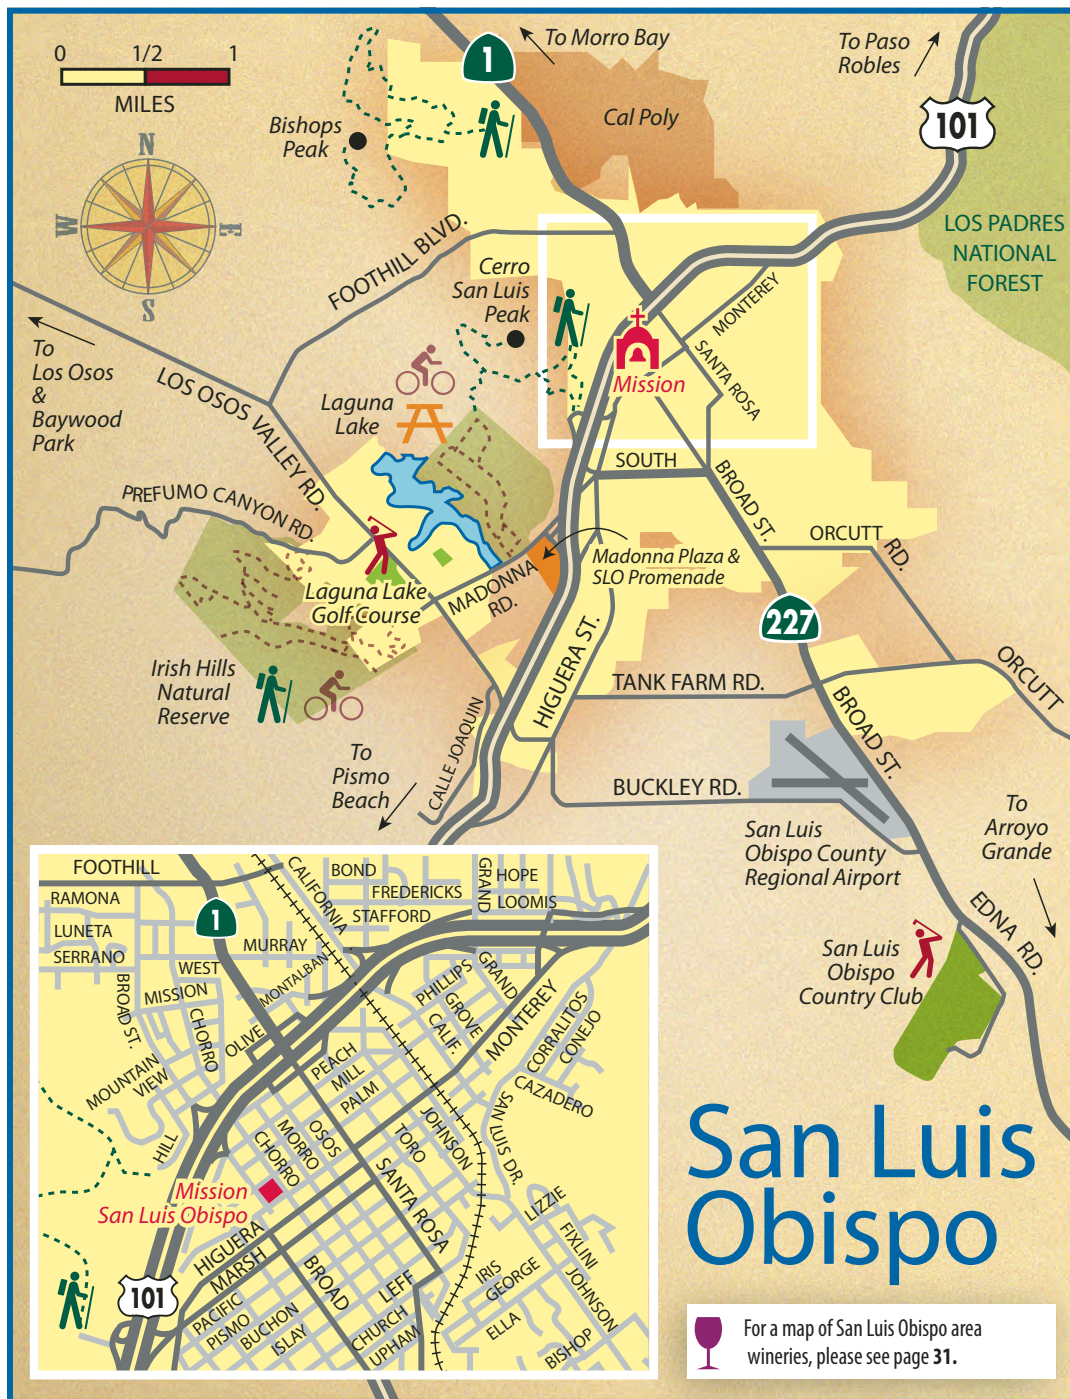 0 1/2 1
MILES
N
W
E
S
1
To Morro Bay
To Paso
Robles
101
Cal Poly
Bishops
Peak
LOS PADRES
NATIONAL
FOREST
FOOTHILL BLVD.
Cerro
San Luis
Peak
MONTEREY
SANTA ROSA
Mission
To
Los Osos
&
Baywood
Park
LOS OSOS VALLEY RD.
Laguna
Lake
PREFUMO CANYON RD.
SOUTH
BROAD ST.
ORCUTT RD.
Madonna Plaza &
SLO Promenade
MADONNA
RD.
Laguna Lake
Golf Course
227
HIGUERA ST.
Irish Hills
Natural
Reserve
TANK FARM RD.
ORCUTT
BROAD ST.
CALLE JOAQUIN
To
Pismo
Beach
BUCKLEY RD.
San Luis
Obispo County
Regional Airport
To
Arroyo
Grande
EDNA RD.
San Luis
Obispo
Country Club
FOOTHILL
RAMONA
LUNETA
SERRANO
1
CALIFORNIA
BOND
FREDERICKS
STAFFORD
GRAND
HOPE
LOOMIS
MURRAY
WEST
MONTALBAN
MISSION
BROAD ST.
CHORRO
OLIVE
PHILLIPS
GRAND
GROVE
CALIF.
MONTEREY
CORRALITOS
CONEJO
CAZADERO
MOUNTAIN
VIEW
PEACH
MILL
PALM
HILL
CHORRO
MORRO
OSOS
TORO
JOHNSON
SAN LUIS DR.
SANTA ROSA
Mission
San Luis Obispo
HIGUERA
MARSH
BROAD
LEFF
LIZZIE
FIXLINI
JOHNSON
IRIS
GEORGE
ELLA
BISHOP
101
PACIFIC
PISMO
BUCHON
ISLAY
CHURCH
UPHAM
San Luis
Obispo
For a map of San Luis Obispo area
wineries, please see page 31.